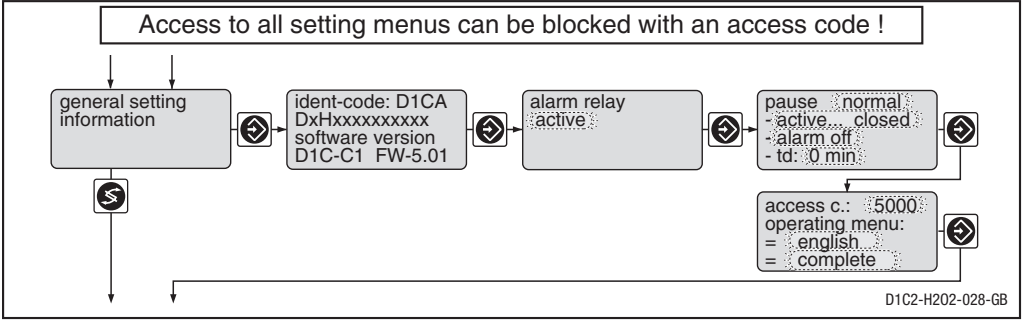 Access to all setting menus can be blocked with an access code !
general setting
information
ident-code: D1CA
DxHxxxxxxxxxx
software version
D1C-C1 FW-5.01
alarm relay
active
pause normal
- active... closed
- alarm off
- td: 0 min
access c.: 5000
operating menu:
= english
= complete
D1C2-H202-028-GB